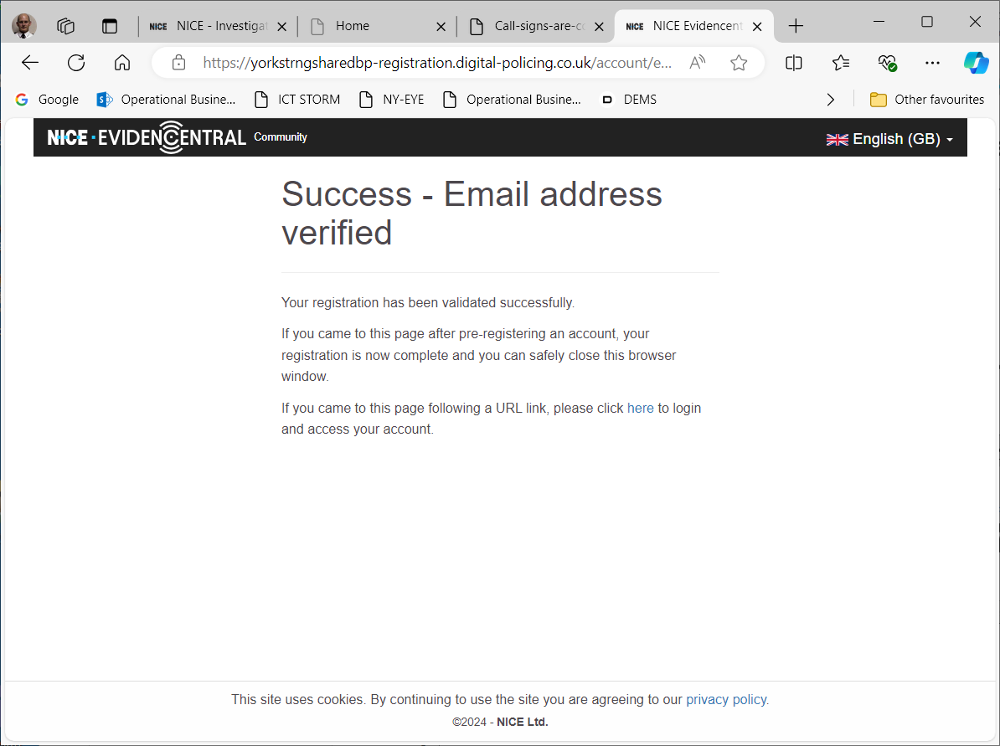 NICE NICE - Investigat
Home
Call-signs-are-co
NICE NICE Evidencent
https://yorkstrngsharedbp-registration.digital-policing.co.uk/account/e...
Google
Operational Busine...
ICT STORM
NY-EYE
Operational Busine...
DEMS
Other favourites
NICE·EVIDENCENTRAL Community
English (GB)
Success - Email address
verified
Your registration has been validated successfully.
If you came to this page after pre-registering an account, your
registration is now complete and you can safely close this browser
window.
If you came to this page following a URL link, please click here to login
and access your account.
This site uses cookies. By continuing to use the site you are agreeing to our privacy policy.
©2024 - NICE Ltd.